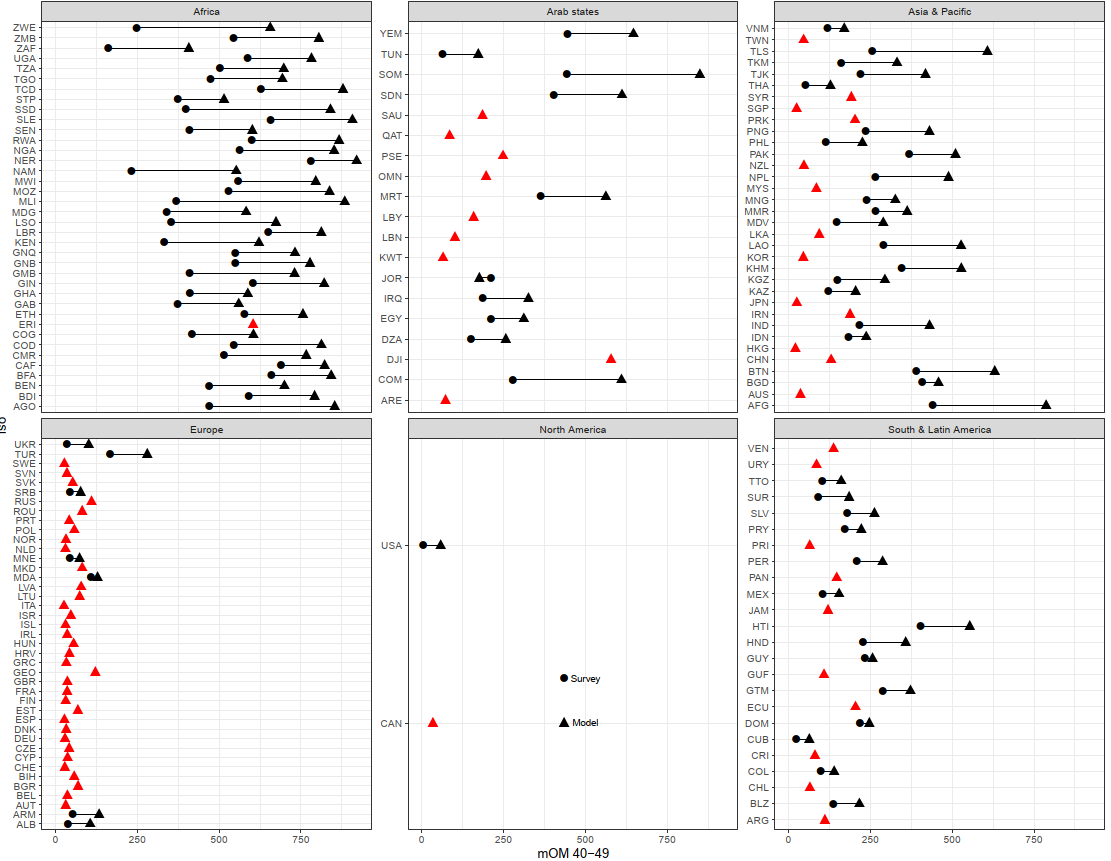 Africa
ZWE
ZMB
ZAF
UGA
TZA
TGO
TCD
STP
SSD
SLE
SEN
RWA
NGA
NER
NAM
MWI
MOZ
MLI
MDG
LSO
LBR
KEN
GNQ
GNB
GMB
GIN
GHA
GAB
ETH
ERI
COG
COD
CMR
CAF
BFA
BEN
BDI
AGO
Arab states
YEM
TUN
SOM
SDN
SAU
QAT
PSE
OMN
MRT
LBY
LBN
KWT
JOR
IRQ
EGY
DZA
DJI
COM
ARE
Asia & Pacific
VNM
TWN
TLS
TKM
TJK
THA
SYR
SGP
PRK
PNG
PHL
PAK
NZL
NPL
MYS
MNG
MMR
MDV
LKA
LAO
KOR
KHM
KGZ
KAZ
JPN
IRN
IND
IDN
HKG
CHN
BTN
BGD
AUS
AFG
iso
Europe
UKR
TUR
SWE
SVN
SVK
SRB
RUS
ROU
PRT
POL
NOR
NLD
MNE
MKD
MDA
LVA
LTU
ITA
ISR
ISL
IRL
HUN
HRV
GRC
GEO
GBR
FRA
FIN
EST
ESP
DNK
DEU
CZE
CYP
CHE
BIH
BGR
BEL
AUT
ARM
ALB
0 250 500 750
North America
USA
CAN
Survey
Model
0 250 500 750
South & Latin America
VEN
URY
TTO
SUR
SLV
PRY
PRI
PER
PAN
MEX
JAM
HTI
HND
GUY
GUF
GTM
ECU
DOM
CUB
CRI
COL
CHL
BLZ
ARG
0 250 500 750
mOM 40−49